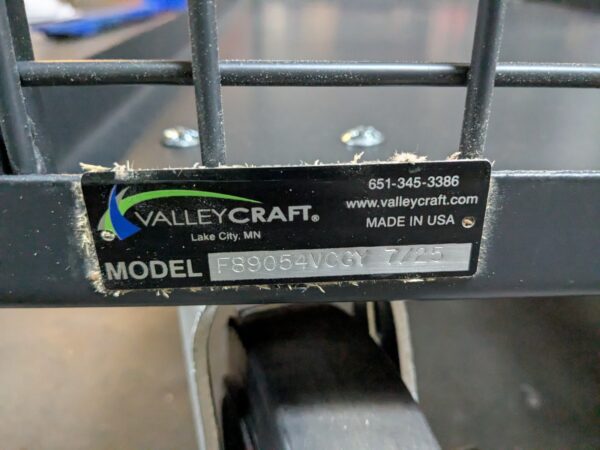 651-345-3386
VALLEYCRAFT®
www.valleycraft.com
Lake City, MN
MADE IN USA
MODEL F89054VCGY 7/25